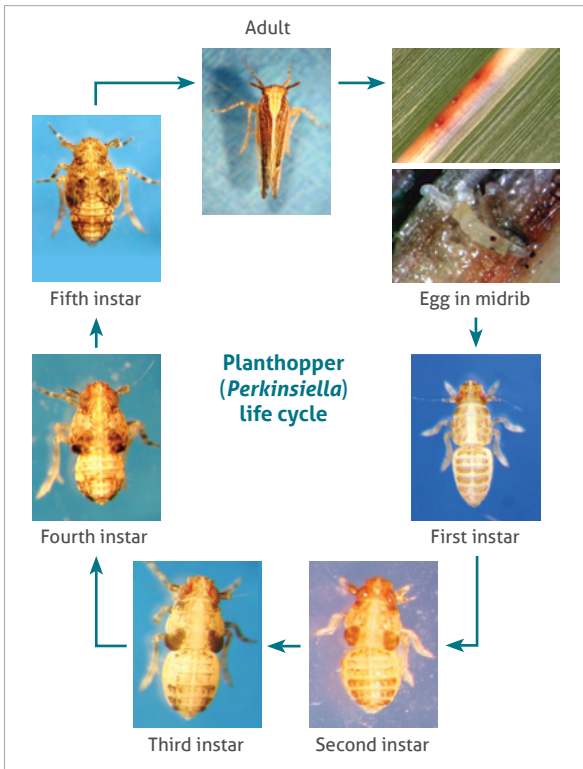 Adult
Egg in midrib
Fifth instar
Planthopper
(Perkinsiella)
life cycle
First instar
Fourth instar
Third instar
Second instar